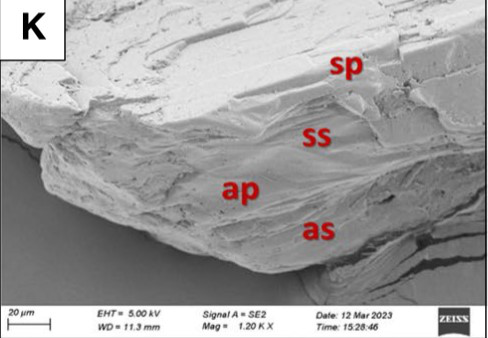 K
sp
ss
ap
as
20 µm
EHT = 5.00 kV
WD = 11.3 mm
Signal A = SE2
Mag = 1.20 K X
Date: 12 Mar 2023
Time: 15:28:46
ZEISS